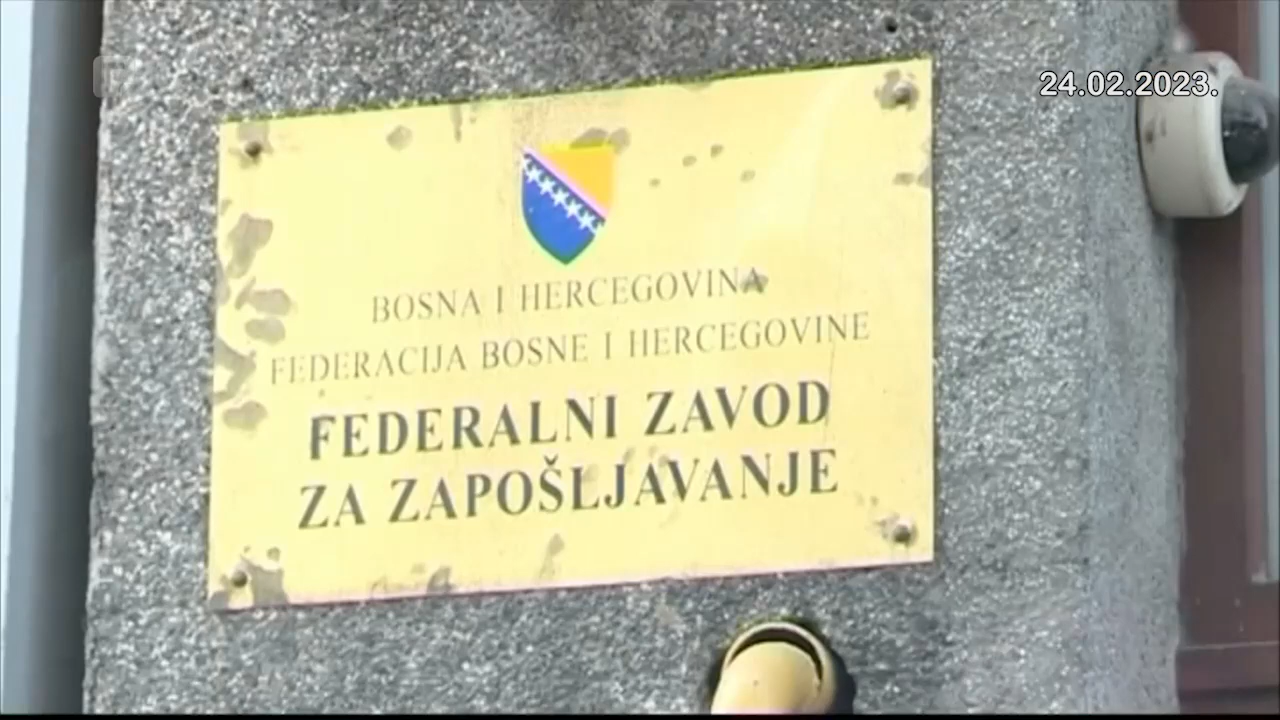 24.02.2023.
BOSNA I HERCEGOVINA
FEDERACIJA BOSNE I HERCEGOVINE
FEDERALNI ZAVOD
ZA ZAPOŠLJAVANJE